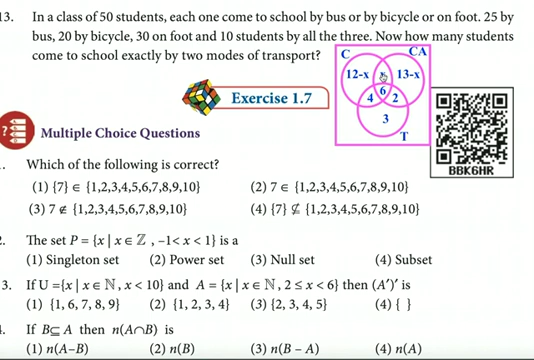 13. In a class of 50 students, each one come to school by bus or by bicycle or on foot. 25 by
bus, 20 by bicycle, 30 on foot and 10 students by all the three. Now how many students
come to school exactly by two modes of transport?
C CA
12-x x 13-x
6
4 2
3
T
Exercise 1.7
BBK6HR
? Multiple Choice Questions
. Which of the following is correct?
(1) {7} ∈ {1,2,3,4,5,6,7,8,9,10} (2) 7 ∈ {1,2,3,4,5,6,7,8,9,10}
(3) 7 ∉ {1,2,3,4,5,6,7,8,9,10} (4) {7} ⊈ {1,2,3,4,5,6,7,8,9,10}
2. The set P = {x | x ∈ ℤ , –1< x < 1} is a
(1) Singleton set (2) Power set (3) Null set (4) Subset
3. If U ={x | x ∈ ℕ, x < 10} and A = {x | x ∈ ℕ, 2 ≤ x < 6} then (A′)′ is
(1) {1, 6, 7, 8, 9} (2) {1, 2, 3, 4} (3) {2, 3, 4, 5} (4) { }
4. If B⊆ A then n(A∩B) is
(1) n(A–B) (2) n(B) (3) n(B – A) (4) n(A)